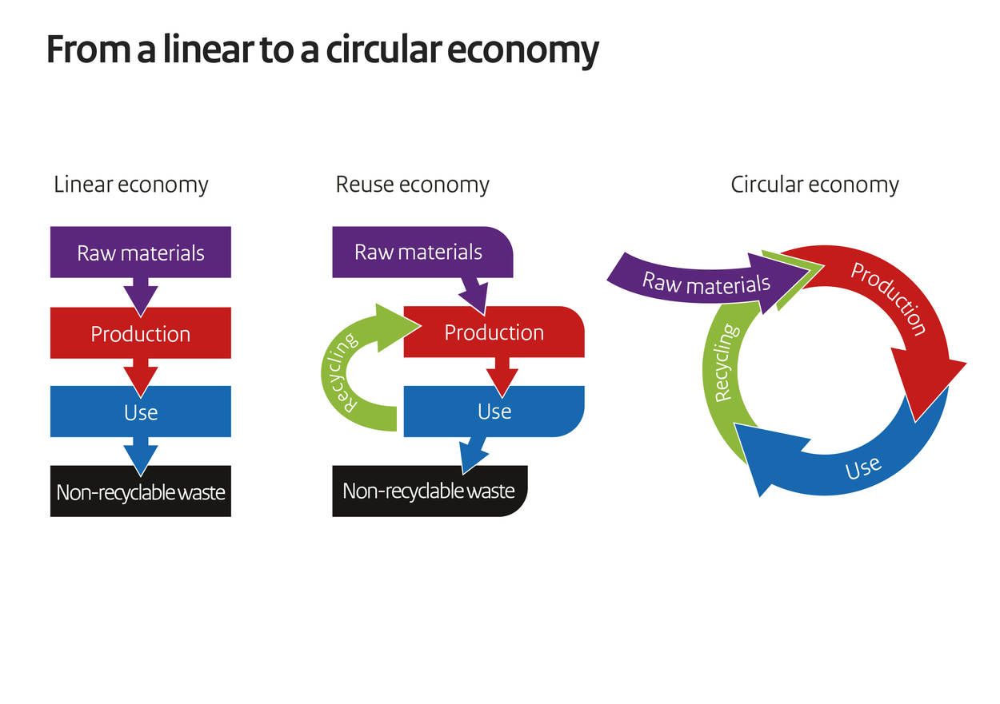 From a linear to a circular economy
Linear economy
Raw materials
Production
Use
Non-recyclable waste
Reuse economy
Raw materials
Recycling
Production
Use
Non-recyclable waste
Circular economy
Raw materials
Production
Recycling
Use